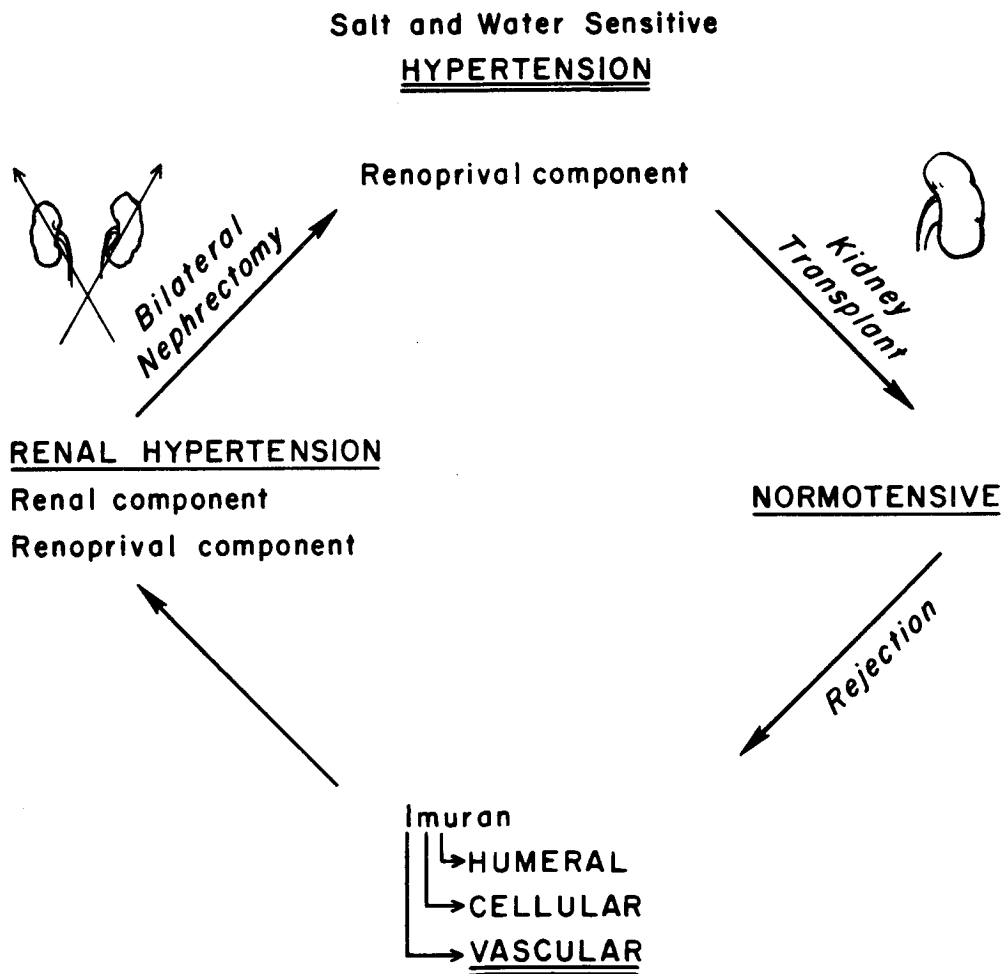 Salt and Water Sensitive
HYPERTENSION
Renoprival component
Bilateral
Nephrectomy
Kidney
Transplant
RENAL HYPERTENSION
Renal component
Renoprival component
NORMOTENSIVE
Rejection
Imuran
HUMERAL
CELLULAR
VASCULAR